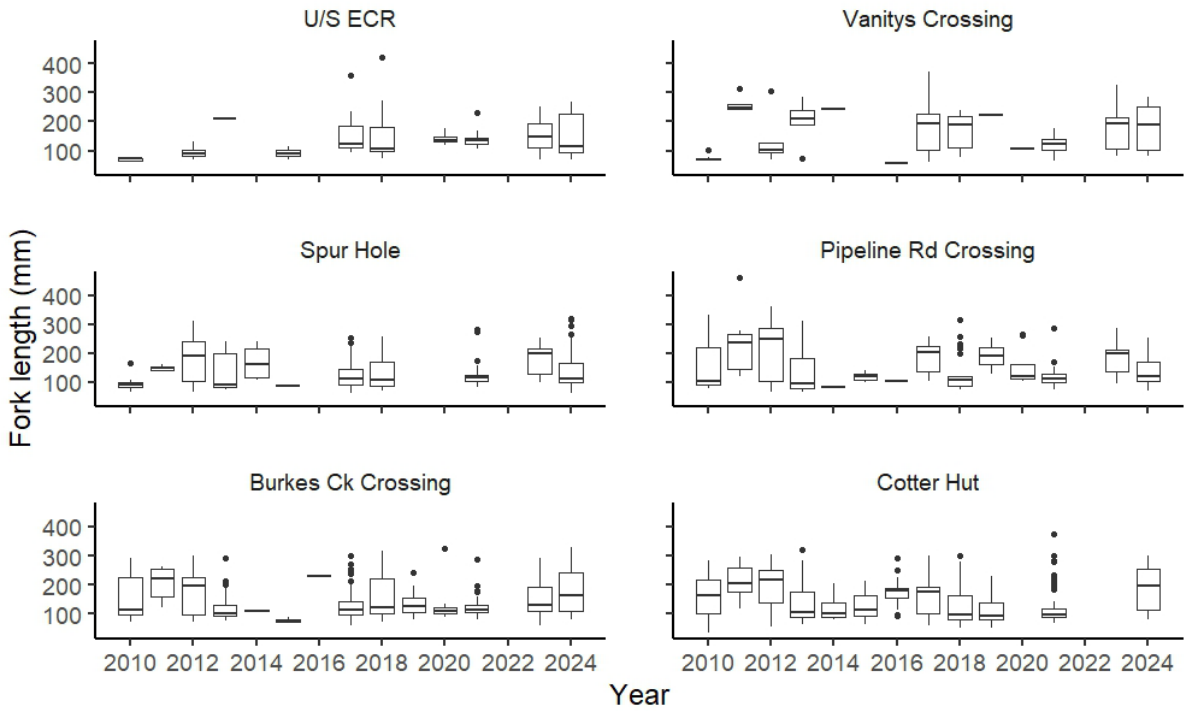 U/S ECR
Vanitys Crossing
400
300
200
100
Spur Hole
Pipeline Rd Crossing
400
300
200
100
Burkes Ck Crossing
Cotter Hut
400
300
200
100
2010 2012 2014 2016 2018 2020 2022 2024
2010 2012 2014 2016 2018 2020 2022 2024
Fork length (mm)
Year